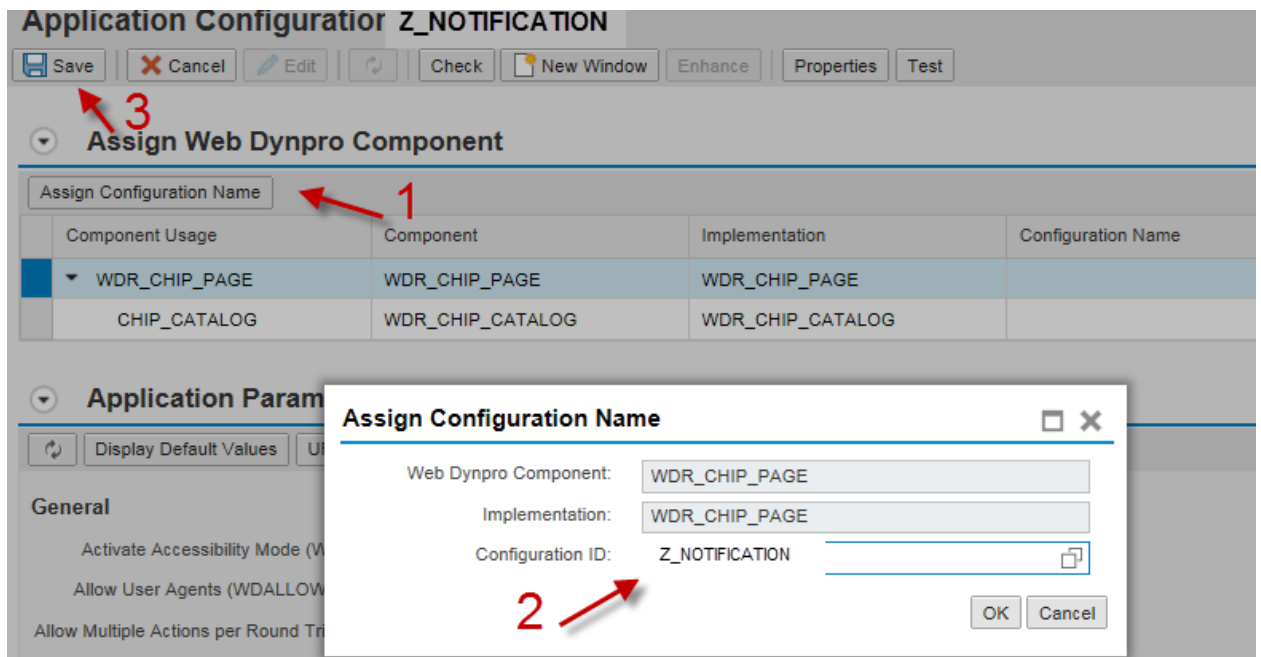 Application Configuration Z_NOTIFICATION
Save Cancel Edit Check New Window Enhance Properties Test
3
Assign Web Dynpro Component
Assign Configuration Name
1
Component Usage Component Implementation Configuration Name
WDR_CHIP_PAGE WDR_CHIP_PAGE WDR_CHIP_PAGE
CHIP_CATALOG WDR_CHIP_CATALOG WDR_CHIP_CATALOG
Application Param
Display Default Values
General
Activate Accessibility Mode (W
Allow User Agents (WDALLOW
Allow Multiple Actions per Round Tri
Assign Configuration Name
Web Dynpro Component: WDR_CHIP_PAGE
Implementation: WDR_CHIP_PAGE
Configuration ID: Z_NOTIFICATION
2
OK Cancel